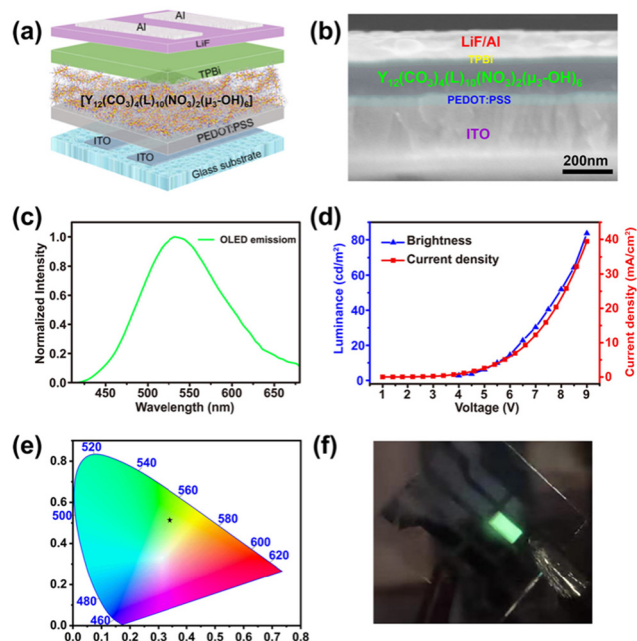 (a)
Al
Al
LiF
TPBi
[Y₁₂(CO₃)₄(L)₁₀(NO₃)₂(μ₃-OH)₆]
PEDOT:PSS
ITO
ITO
Glass substrate
(b)
LiF/Al
TPBi
Y₁₂(CO₃)₄(L)₁₀(NO₃)₂(μ₃-OH)₆
PEDOT:PSS
ITO
200nm
(c)
OLED emissiom
Normalized Intensity
1.0
0.8
0.6
0.4
0.2
0.0
450 500 550 600 650
Wavelength (nm)
(d)
Brightness
Current density
Luminance (cd/m²)
80
60
40
20
0
Current density (mA/cm²)
40
30
20
10
0
1 2 3 4 5 6 7 8 9
Voltage (V)
(e)
0.8
0.6
0.4
0.2
0.0
520
540
560
500
580
600
620
480
460
0.0 0.1 0.2 0.3 0.4 0.5 0.6 0.7 0.8
(f)